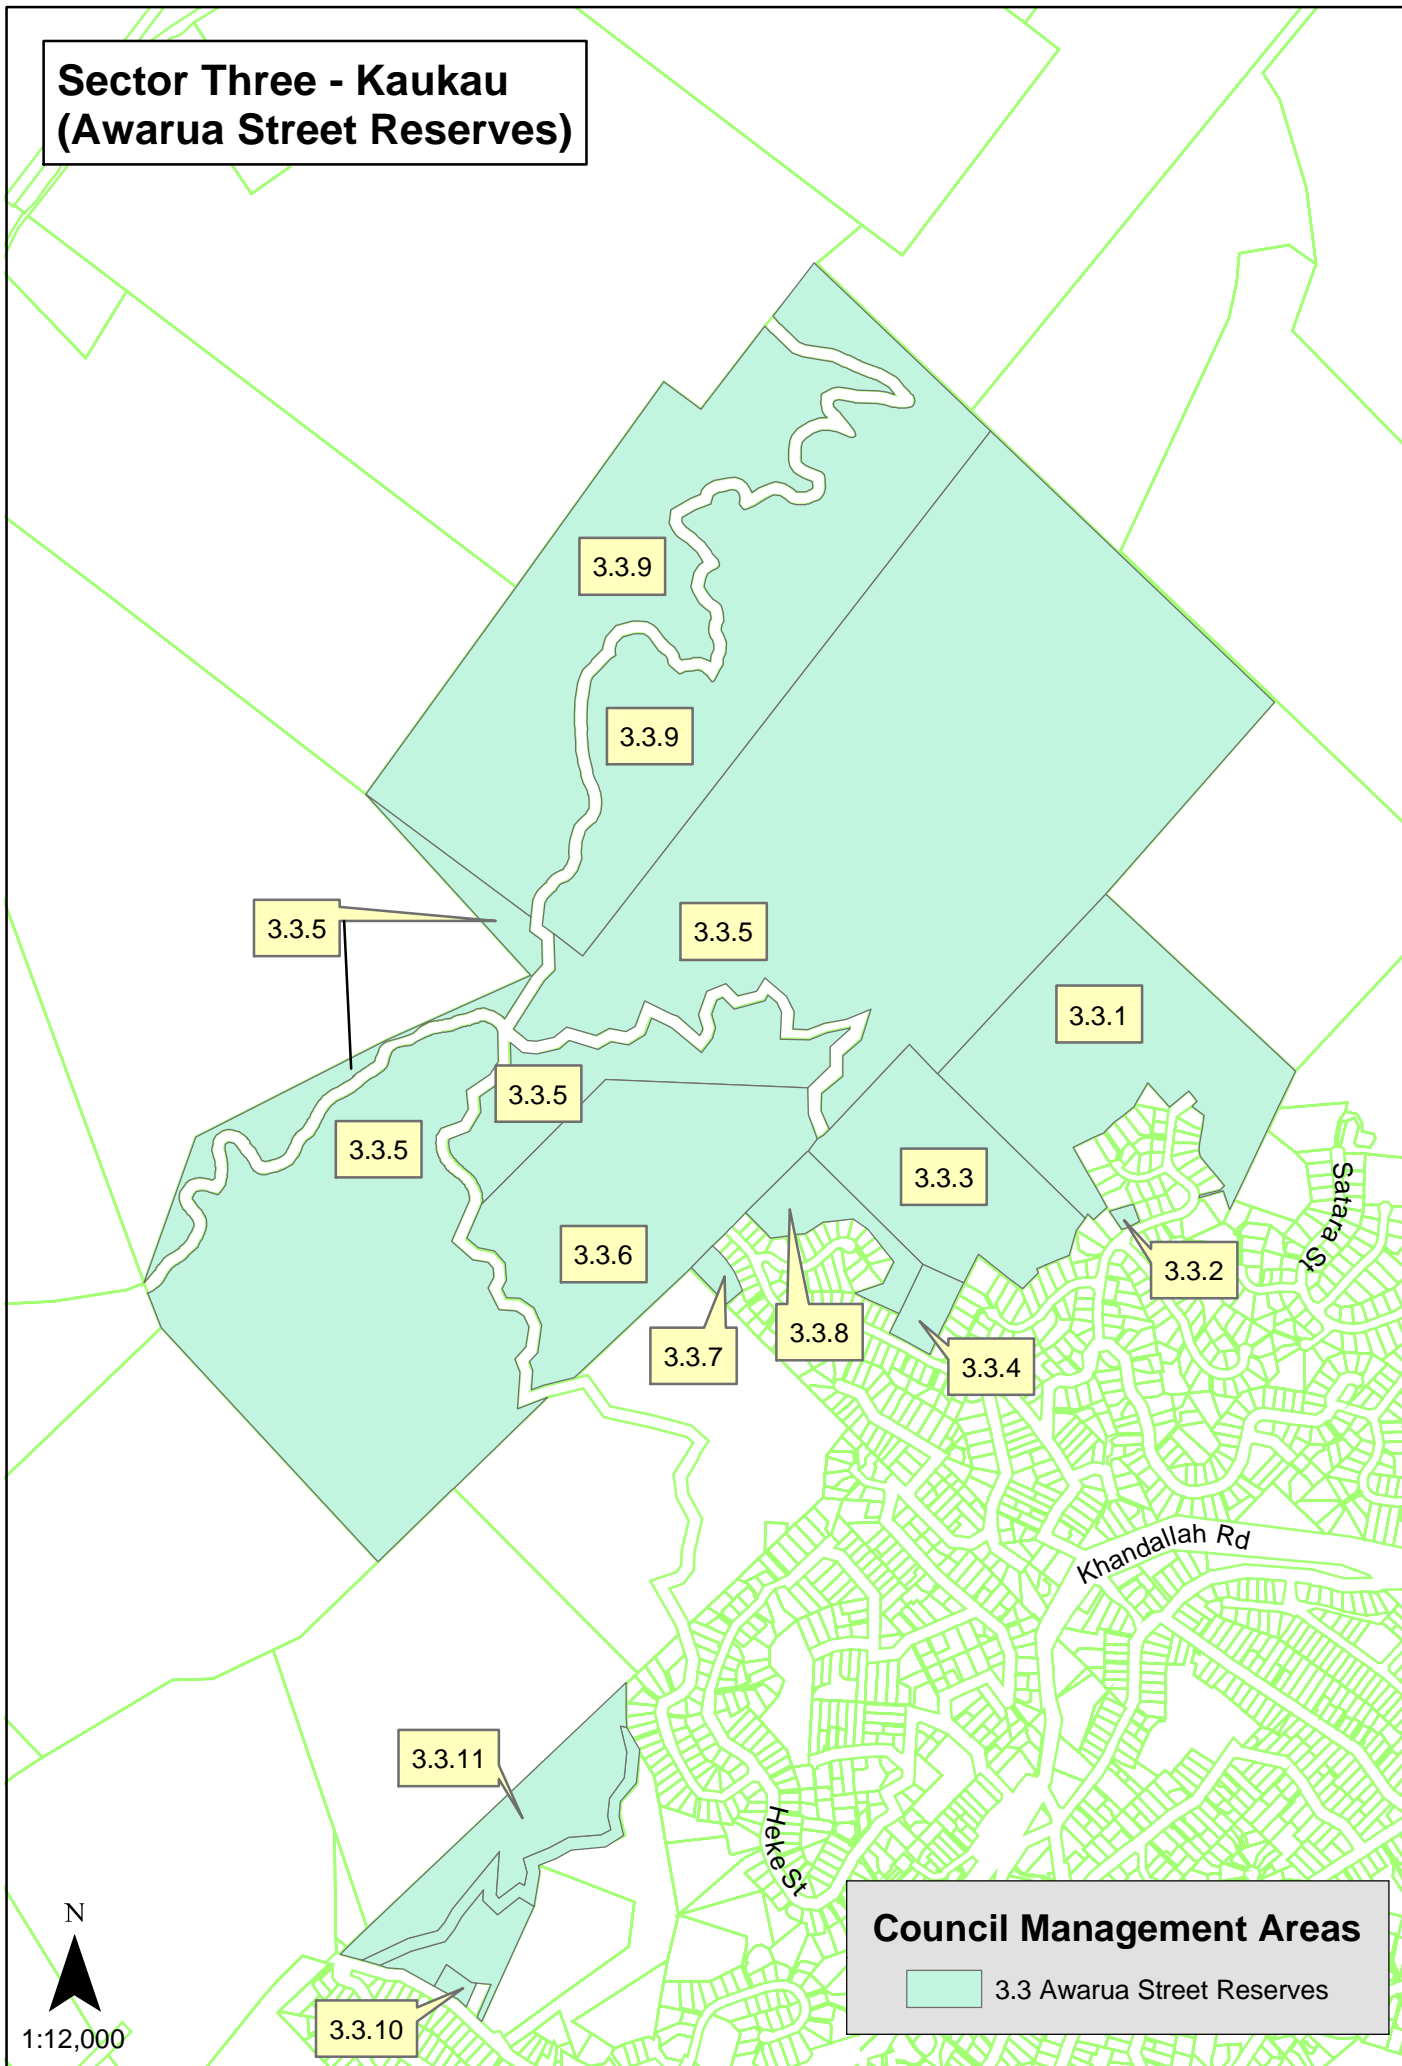 Sector Three - Kaukau
(Awarua Street Reserves)
3.3.9
3.3.9
3.3.5
3.3.5
3.3.1
3.3.5
3.3.5
3.3.3
3.3.6
3.3.2
3.3.8
3.3.7
3.3.4
Satara St
Khandallah Rd
3.3.11
Heke St
3.3.10
N
1:12,000
Council Management Areas
3.3 Awarua Street Reserves